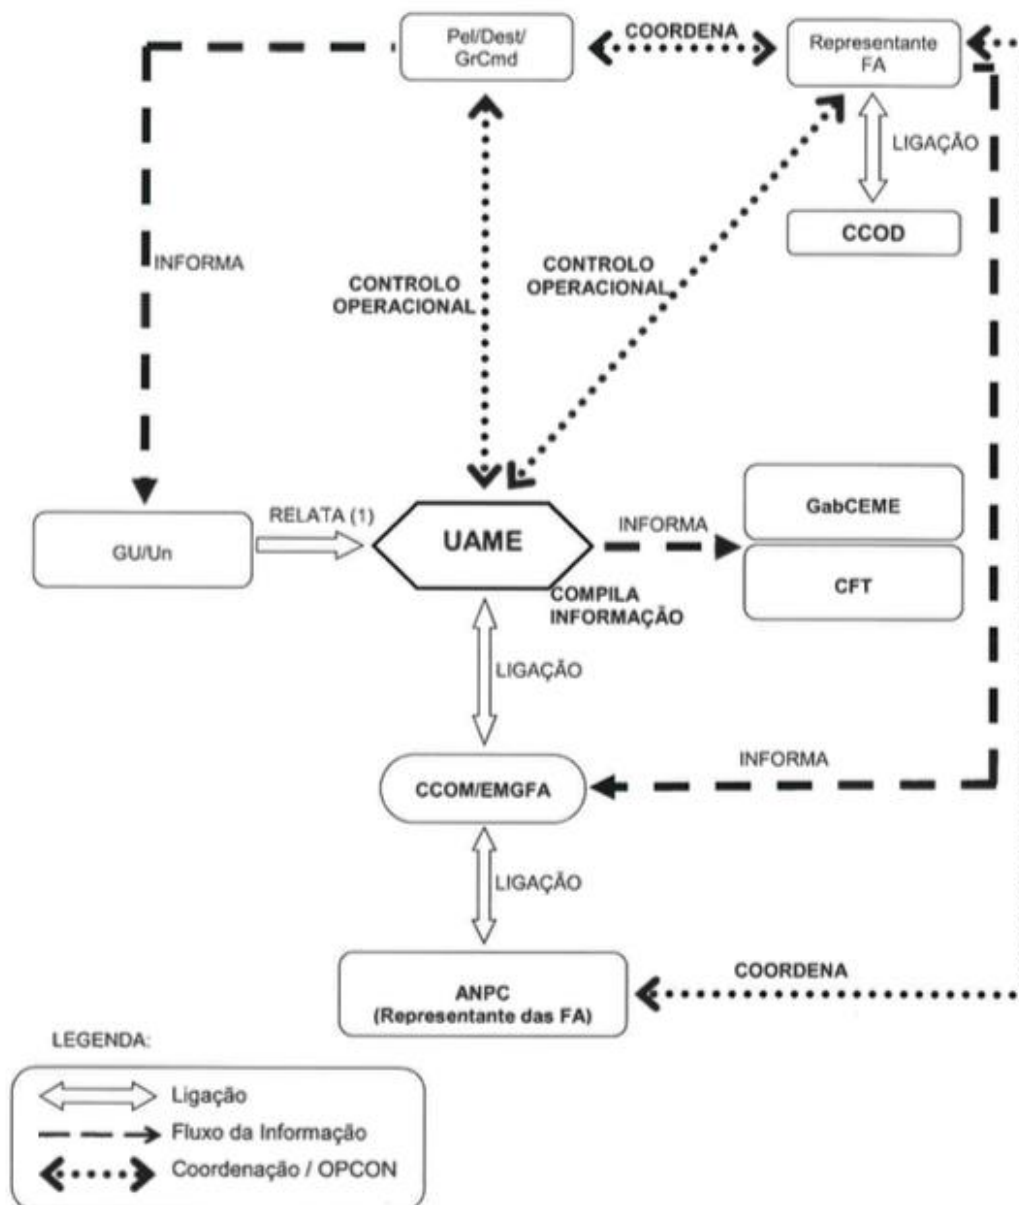 Pel/Dest/
GrCmd
COORDENA
Representante
FA
LIGAÇÃO
CCOD
INFORMA
CONTROLO
OPERACIONAL
CONTROLO
OPERACIONAL
GU/Un
RELATA (1)
UAME
INFORMA
GabCEME
CFT
COMPILA
INFORMAÇÃO
LIGAÇÃO
INFORMA
CCOM/EMGFA
LIGAÇÃO
ANPC
(Representante das FA)
COORDENA
LEGENDA:
Ligação
Fluxo da Informação
Coordenação / OPCON